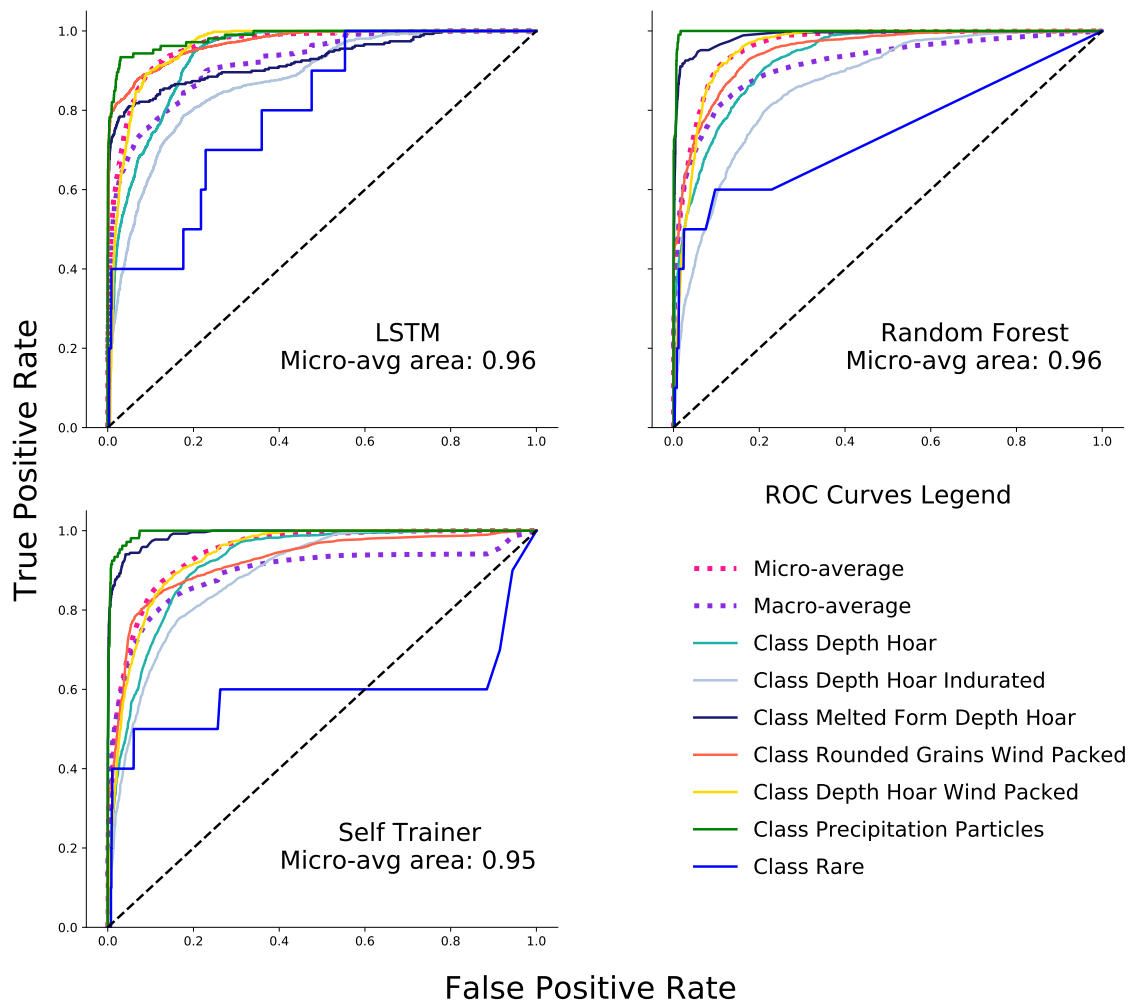 1.0
0.8
0.6
0.4
0.2
0.0
0.0 0.2 0.4 0.6 0.8 1.0
LSTM
Micro-avg area: 0.96
1.0
0.8
0.6
0.4
0.2
0.0
0.0 0.2 0.4 0.6 0.8 1.0
Random Forest
Micro-avg area: 0.96
True Positive Rate
1.0
0.8
0.6
0.4
0.2
0.0
0.0 0.2 0.4 0.6 0.8 1.0
Self Trainer
Micro-avg area: 0.95
ROC Curves Legend
Micro-average
Macro-average
Class Depth Hoar
Class Depth Hoar Indurated
Class Melted Form Depth Hoar
Class Rounded Grains Wind Packed
Class Depth Hoar Wind Packed
Class Precipitation Particles
Class Rare
False Positive Rate